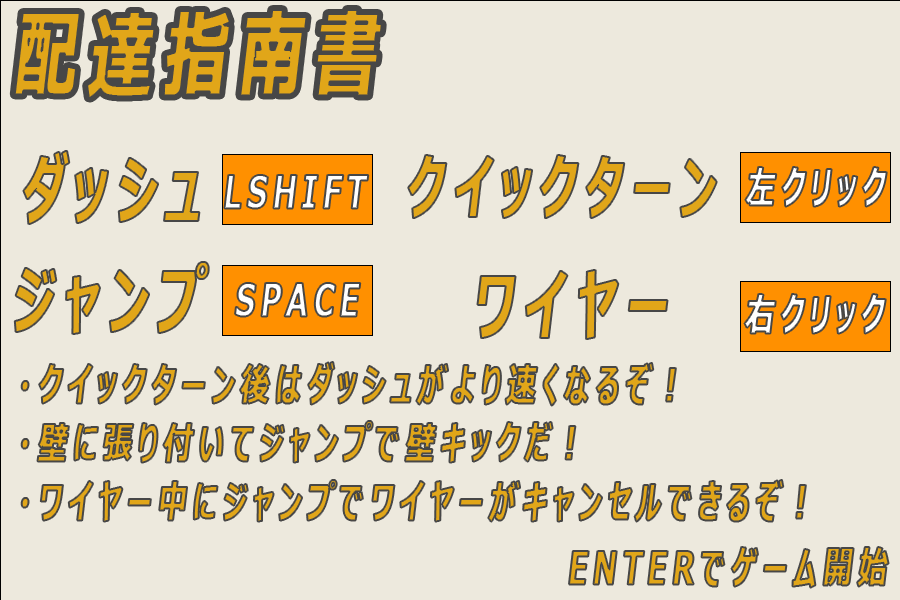 配達指南書
ダッシュ LSHIFT クイックターン 左クリック
ジャンプ SPACE ワイヤー 右クリック
・クイックターン後はダッシュがより速くなるぞ！
・壁に張り付いてジャンプで壁キックだ！
・ワイヤー中にジャンプでワイヤーがキャンセルできるぞ！
ENTERでゲーム開始